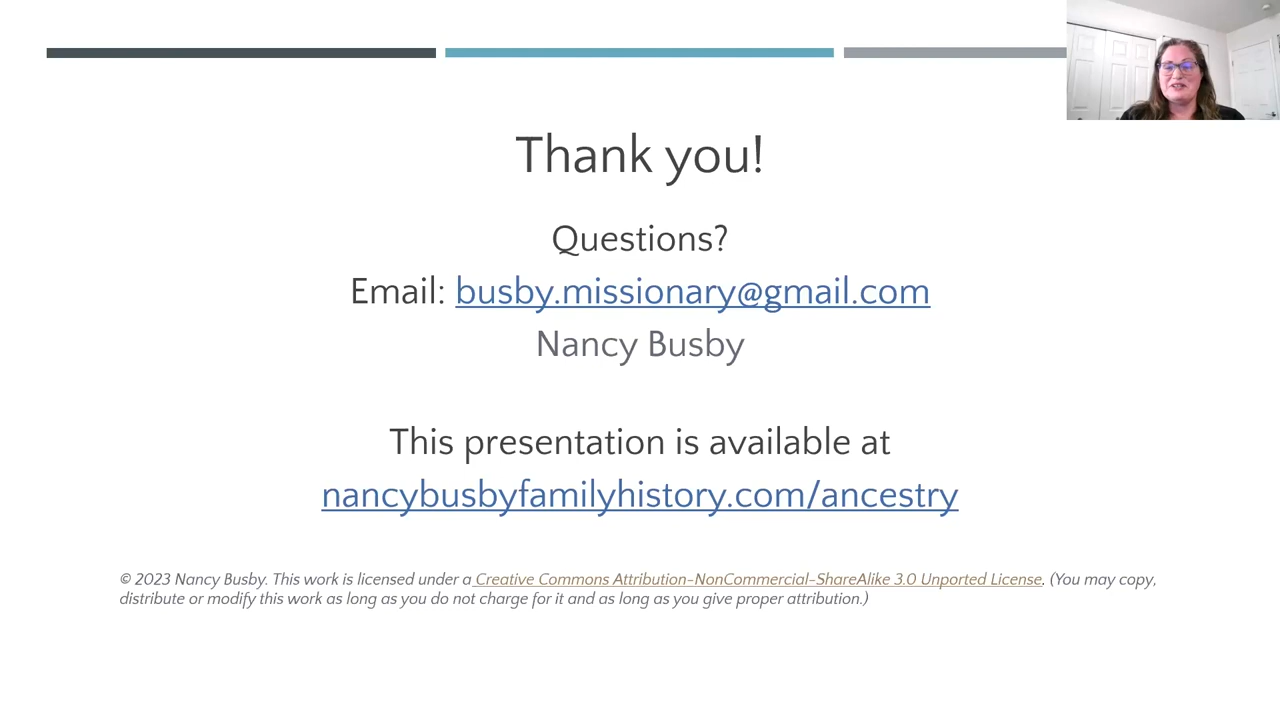 Thank you!
Questions?
Email: busby.missionary@gmail.com
Nancy Busby
This presentation is available at
nancybusbyfamilyhistory.com/ancestry
© 2023 Nancy Busby. This work is licensed under a Creative Commons Attribution-NonCommercial-ShareAlike 3.0 Unported License. (You may copy,
distribute or modify this work as long as you do not charge for it and as long as you give proper attribution.)